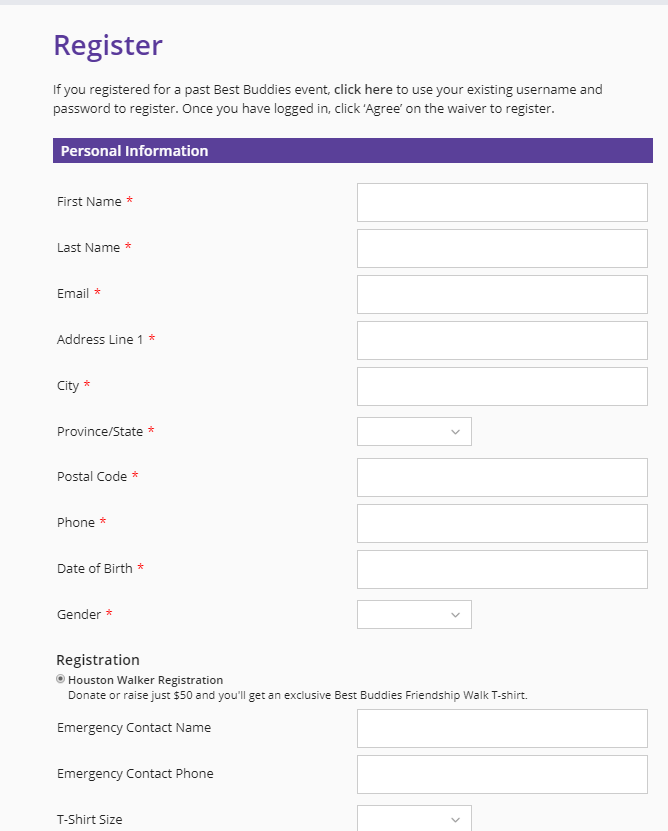 Register
If you registered for a past Best Buddies event, click here to use your existing username and
password to register. Once you have logged in, click ‘Agree’ on the waiver to register.
Personal Information
First Name *
Last Name *
Email *
Address Line 1 *
City *
Province/State *
Postal Code *
Phone *
Date of Birth *
Gender *
Registration
Houston Walker Registration
Donate or raise just $50 and you'll get an exclusive Best Buddies Friendship Walk T-shirt.
Emergency Contact Name
Emergency Contact Phone
T-Shirt Size